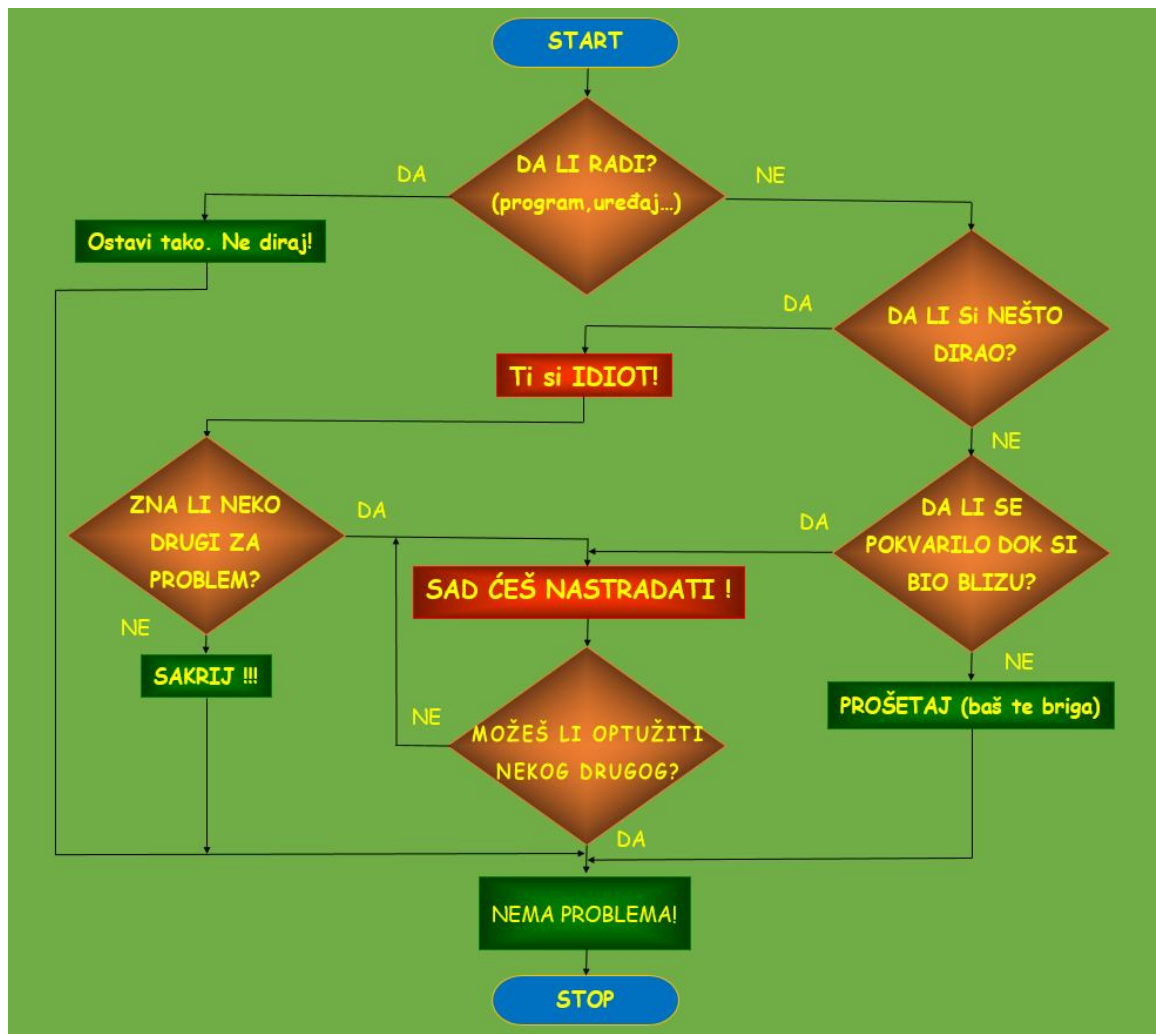 START
DA LI RADI?
(program,uređaj...)
DA
NE
Ostavi tako. Ne diraj!
DA LI Si NEŠTO
DIRAO?
DA
Ti si IDIOT!
NE
ZNA LI NEKO
DRUGI ZA
PROBLEM?
DA
DA LI SE
POKVARILO DOK SI
BIO BLIZU?
DA
SAD ĆEŠ NASTRADATI !
NE
SAKRIJ !!!
NE
PROŠETAJ (baš te briga)
MOŽEŠ LI OPTUŽITI
NEKOG DRUGOG?
NE
DA
NEMA PROBLEMA!
STOP